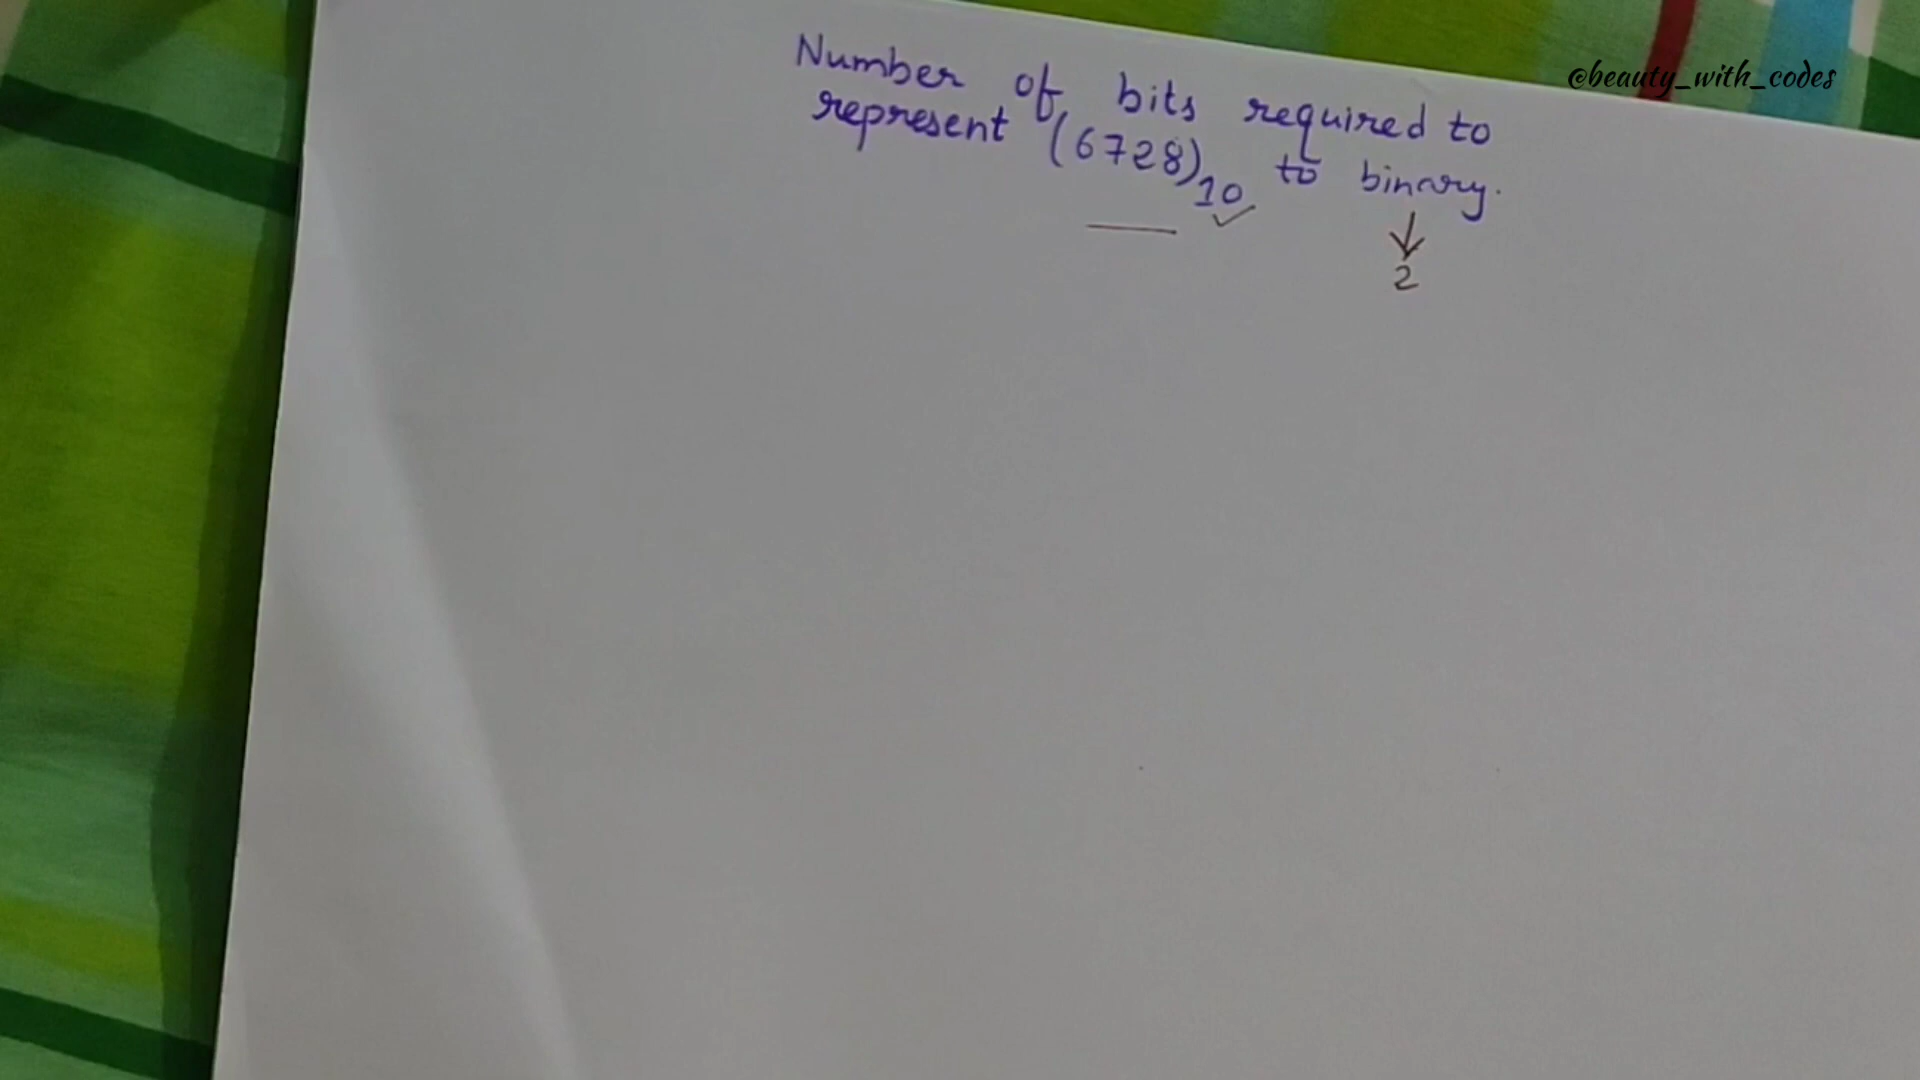 @beauty_with_codes
Number of bits required to
represent (6728)10 to binary.
2